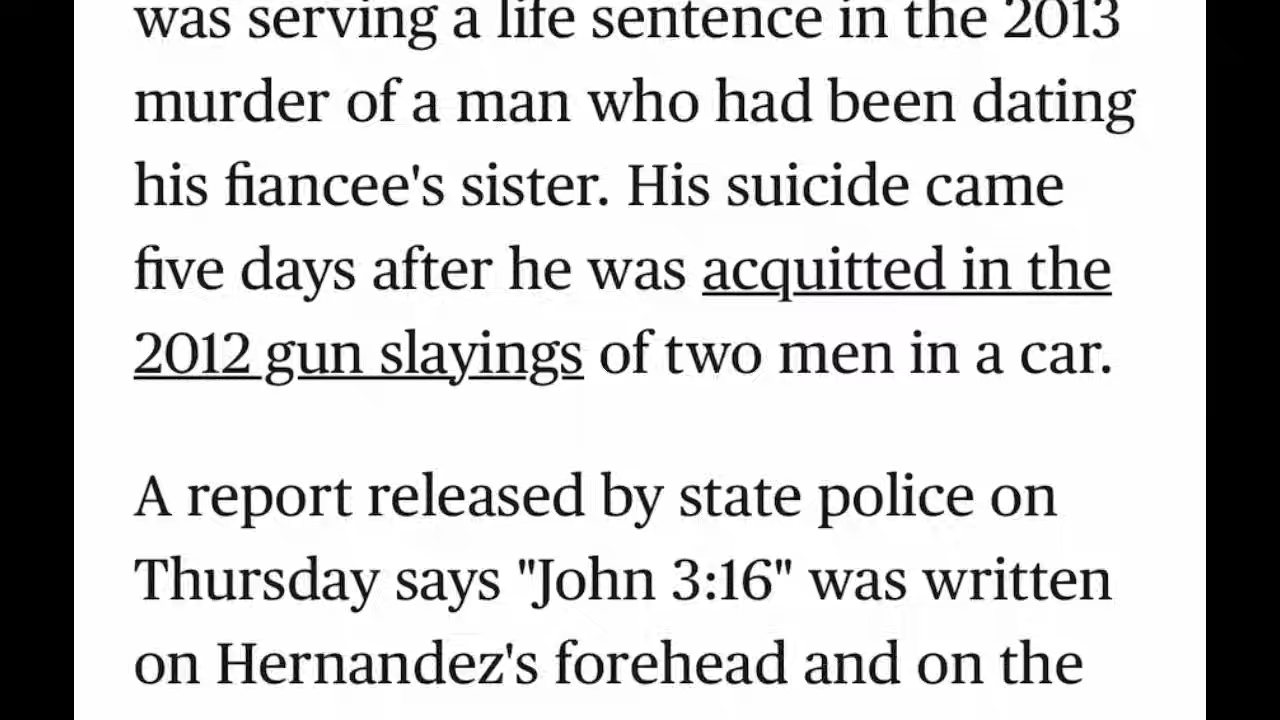 was serving a life sentence in the 2013
murder of a man who had been dating
his fiancee's sister. His suicide came
five days after he was acquitted in the
2012 gun slayings of two men in a car.
A report released by state police on
Thursday says "John 3:16" was written
on Hernandez's forehead and on the